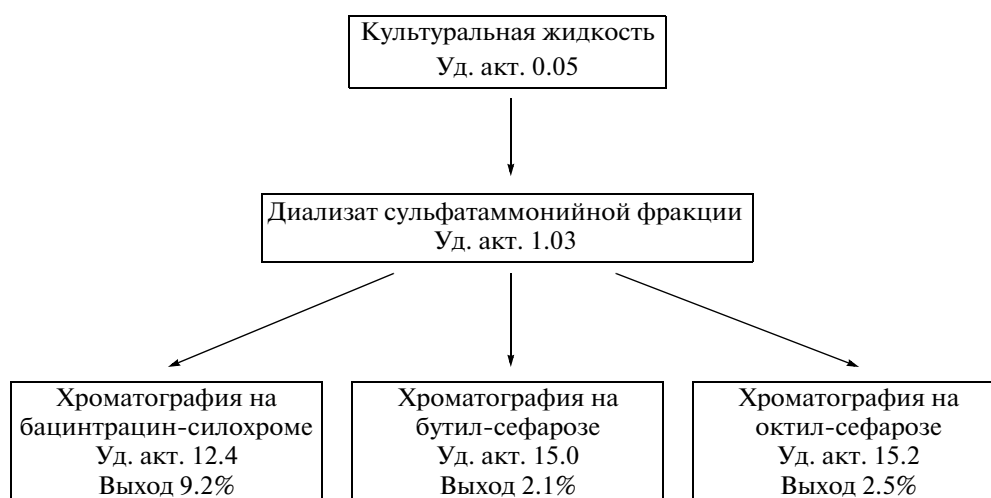 Культуральная жидкость
Уд. акт. 0.05
Диализат сульфатаммонийной фракции
Уд. акт. 1.03
Хроматография на
бацинтрацин-силохроме
Уд. акт. 12.4
Выход 9.2%
Хроматография на
бутил-сефарозе
Уд. акт. 15.0
Выход 2.1%
Хроматография на
октил-сефарозе
Уд. акт. 15.2
Выход 2.5%